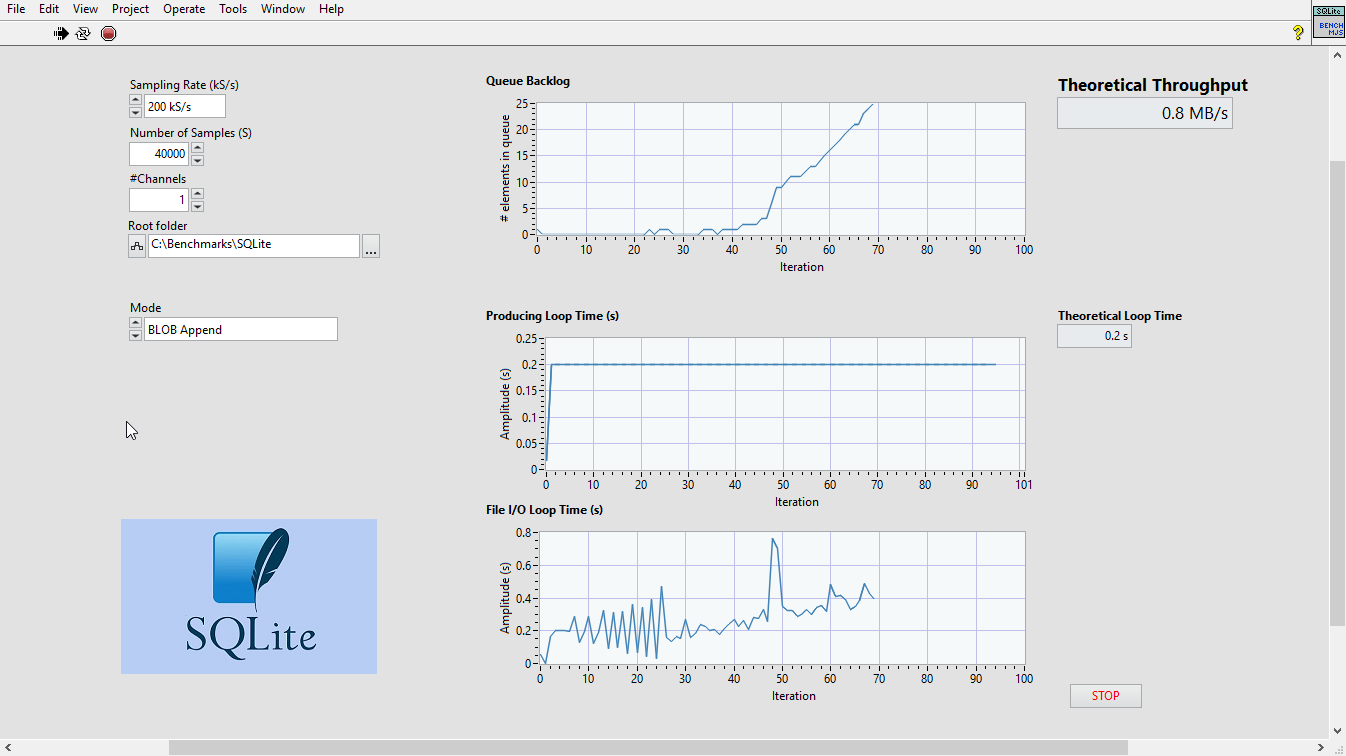 File Edit View Project Operate Tools Window Help
?
SQLite
BENCH
MJS
Sampling Rate (kS/s)
200 kS/s
Number of Samples (S)
40000
#Channels
1
Root folder
C:\Benchmarks\SQLite
...
Mode
BLOB Append
SQLite
Queue Backlog
# elements in queue
25
20
15
10
5
0
0 10 20 30 40 50 60 70 80 90 100
Iteration
Theoretical Throughput
0.8 MB/s
Producing Loop Time (s)
Amplitude (s)
0.25
0.2
0.15
0.1
0.05
0
0 10 20 30 40 50 60 70 80 90 101
Iteration
Theoretical Loop Time
0.2 s
File I/O Loop Time (s)
Amplitude (s)
0.8
0.6
0.4
0.2
0
0 10 20 30 40 50 60 70 80 90 100
Iteration
STOP